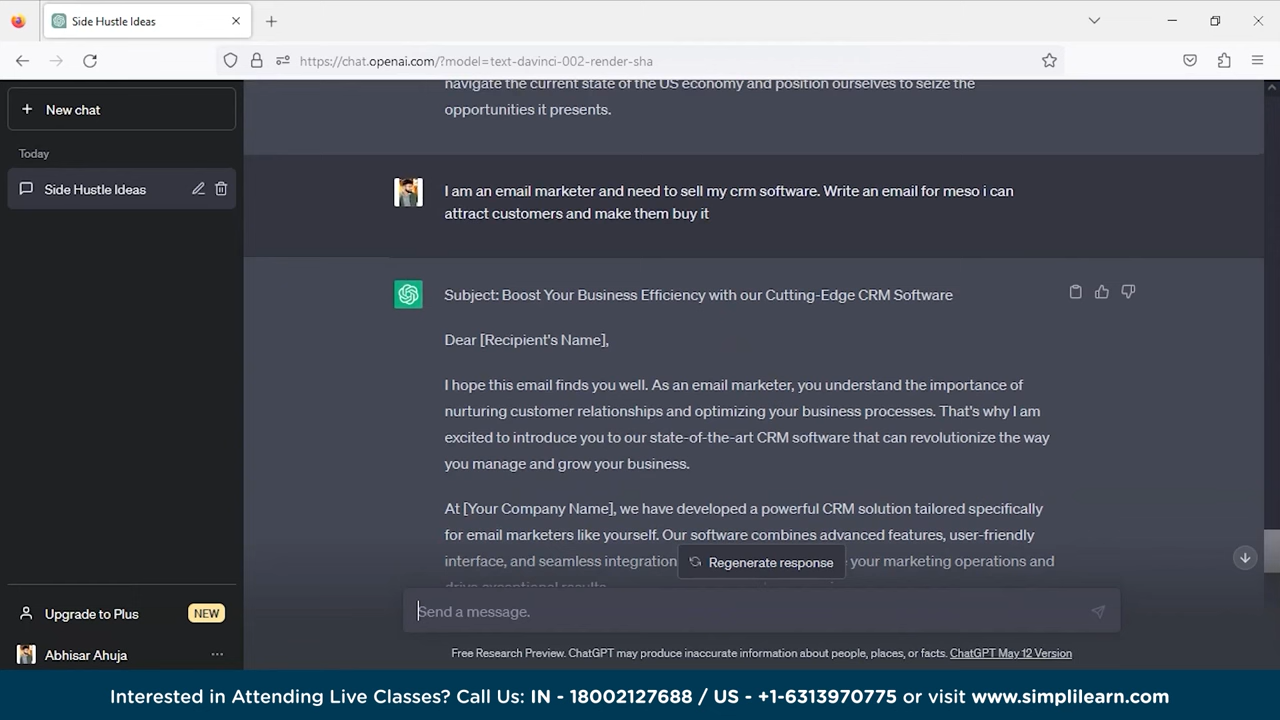 Side Hustle Ideas
https://chat.openai.com/?model=text-davinci-002-render-sha
New chat
Today
Side Hustle Ideas
navigate the current state of the US economy and position ourselves to seize the
opportunities it presents.
I am an email marketer and need to sell my crm software. Write an email for meso i can
attract customers and make them buy it
Subject: Boost Your Business Efficiency with our Cutting-Edge CRM Software
Dear [Recipient's Name],
I hope this email finds you well. As an email marketer, you understand the importance of
nurturing customer relationships and optimizing your business processes. That's why I am
excited to introduce you to our state-of-the-art CRM software that can revolutionize the way
you manage and grow your business.
At [Your Company Name], we have developed a powerful CRM solution tailored specifically
for email marketers like yourself. Our software combines advanced features, user-friendly
interface, and seamless integration your marketing operations and
drive exceptional results.
Regenerate response
Send a message.
Free Research Preview. ChatGPT may produce inaccurate information about people, places, or facts. ChatGPT May 12 Version
Upgrade to Plus NEW
Abhisar Ahuja
Interested in Attending Live Classes? Call Us: IN - 18002127688 / US - +1-6313970775 or visit www.simplilearn.com